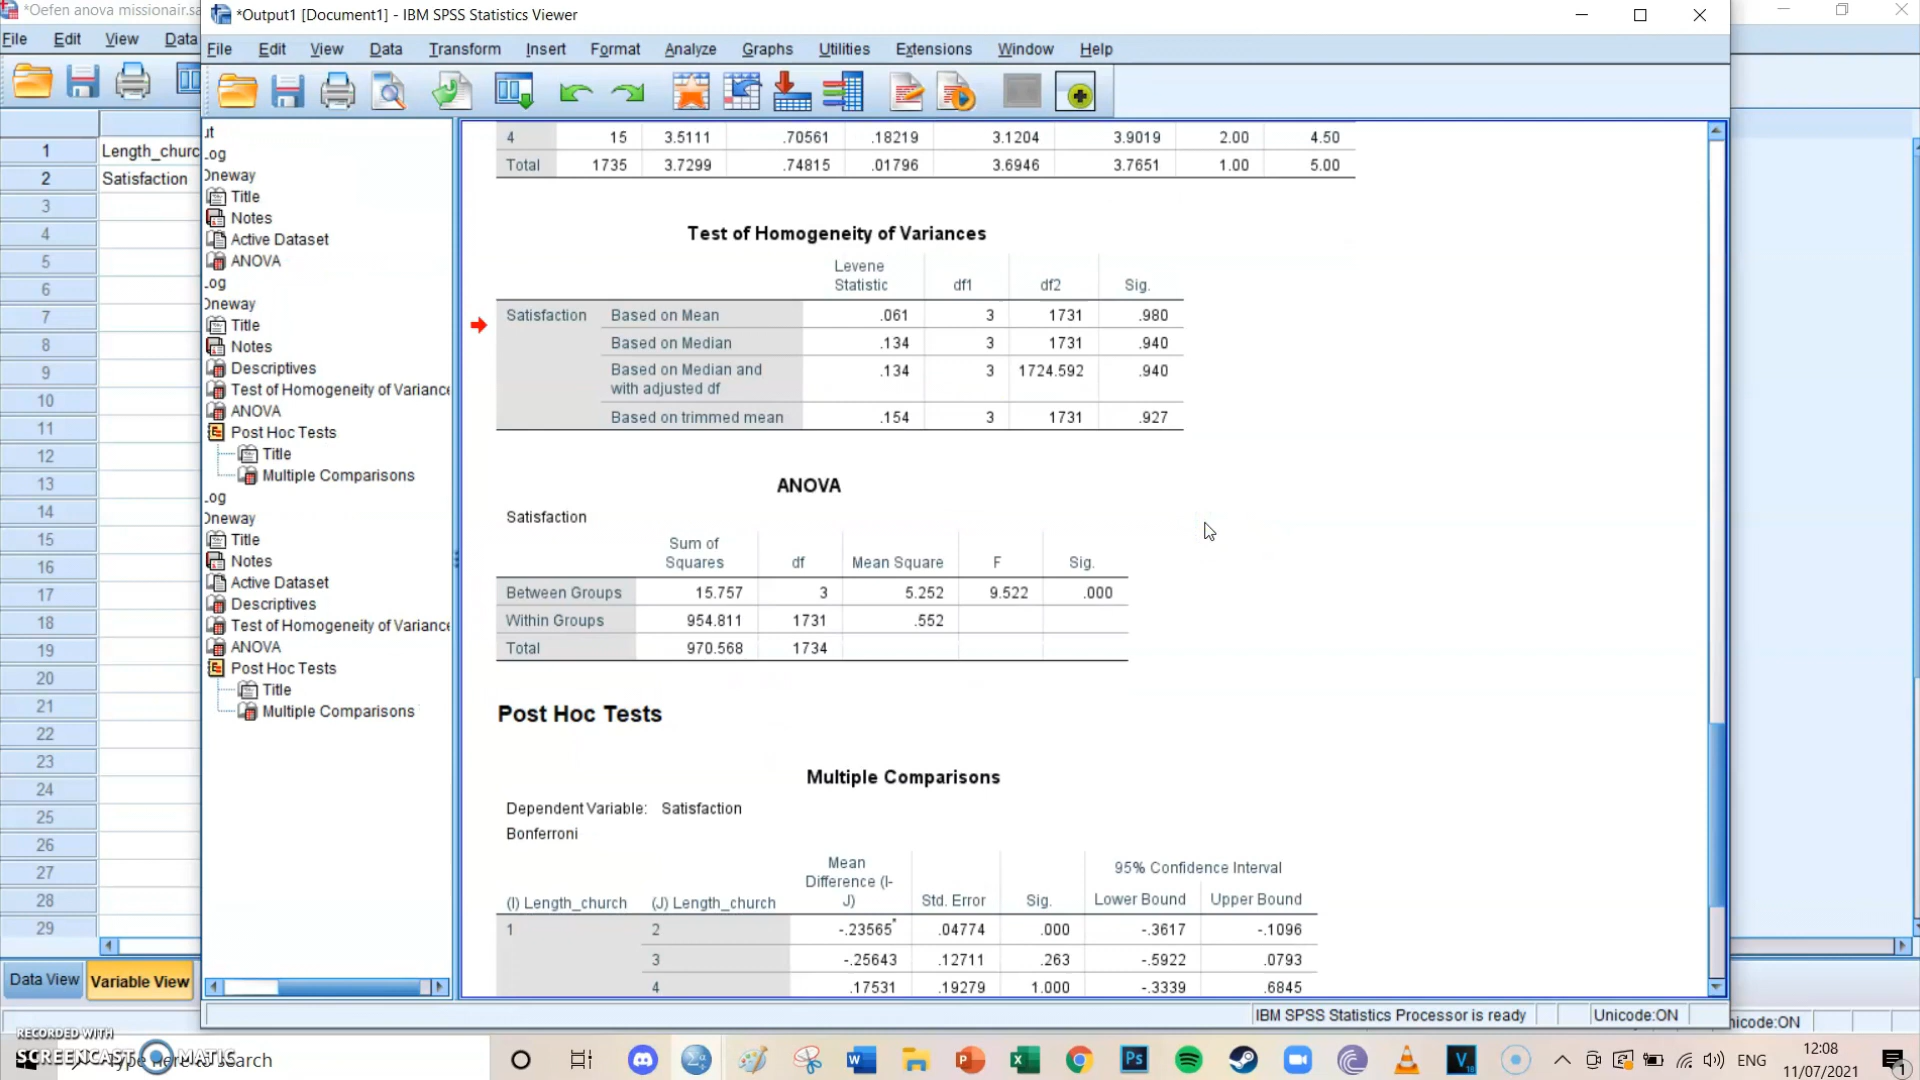 *Oefen anova missionair.sa
*Output1 [Document1] - IBM SPSS Statistics Viewer
File Edit View Data
File Edit View Data Transform Insert Format Analyze Graphs Utilities Extensions Window Help
1 Length_churc
2 Satisfaction
3
4
5
6
7
8
9
10
11
12
13
14
15
16
17
18
19
20
21
22
23
24
25
26
27
28
29
Data View Variable View
ut
Log
Oneway
Title
Notes
Active Dataset
ANOVA
Log
Oneway
Title
Notes
Descriptives
Test of Homogeneity of Variance
ANOVA
Post Hoc Tests
Title
Multiple Comparisons
Log
Oneway
Title
Notes
Active Dataset
Descriptives
Test of Homogeneity of Variance
ANOVA
Post Hoc Tests
Title
Multiple Comparisons
4 15 3.5111 .70561 .18219 3.1204 3.9019 2.00 4.50
Total 1735 3.7299 .74815 .01796 3.6946 3.7651 1.00 5.00
Test of Homogeneity of Variances
Levene
Statistic df1 df2 Sig.
Satisfaction Based on Mean .061 3 1731 .980
Based on Median .134 3 1731 .940
Based on Median and
with adjusted df .134 3 1724.592 .940
Based on trimmed mean .154 3 1731 .927
ANOVA
Satisfaction
Sum of
Squares df Mean Square F Sig.
Between Groups 15.757 3 5.252 9.522 .000
Within Groups 954.811 1731 .552
Total 970.568 1734
Post Hoc Tests
Multiple Comparisons
Dependent Variable: Satisfaction
Bonferroni
Mean
Difference (I-
J) Std. Error Sig. 95% Confidence Interval
(I) Length_church (J) Length_church Lower Bound Upper Bound
1 2 -.23565* .04774 .000 -.3617 -.1096
3 -.25643 .12711 .263 -.5922 .0793
4 .17531 .19279 1.000 -.3339 .6845
IBM SPSS Statistics Processor is ready Unicode:ON
nicode:ON
RECORDED WITH
SCREENCAST MATIC
Type here to search
ENG
12:08
11/07/2021